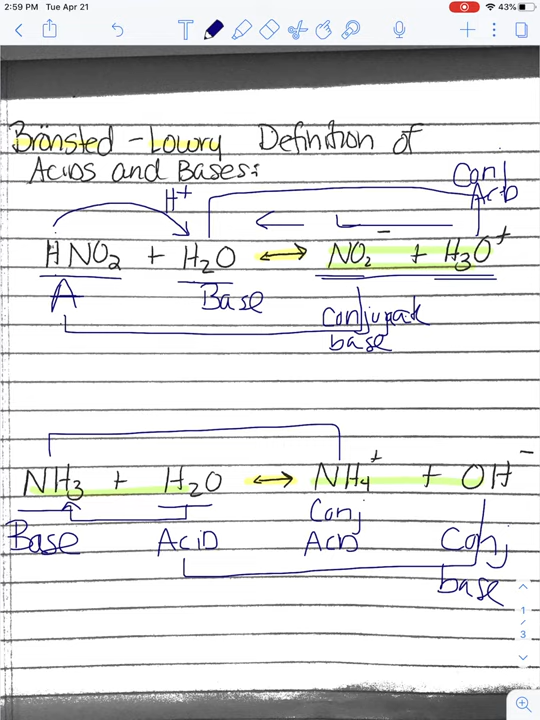 2:59 PM Tue Apr 21
43%
Brönsted - Lowry Definition of
Acids and Bases:
H+
Conj
Acid
HNO2 + H2O ↔ NO2− + H3O+
A
Base
Conjugate
base
NH3 + H2O ↔ NH4+ + OH−
Base
Acid
Conj
Acid
Conj
base
1
/
3